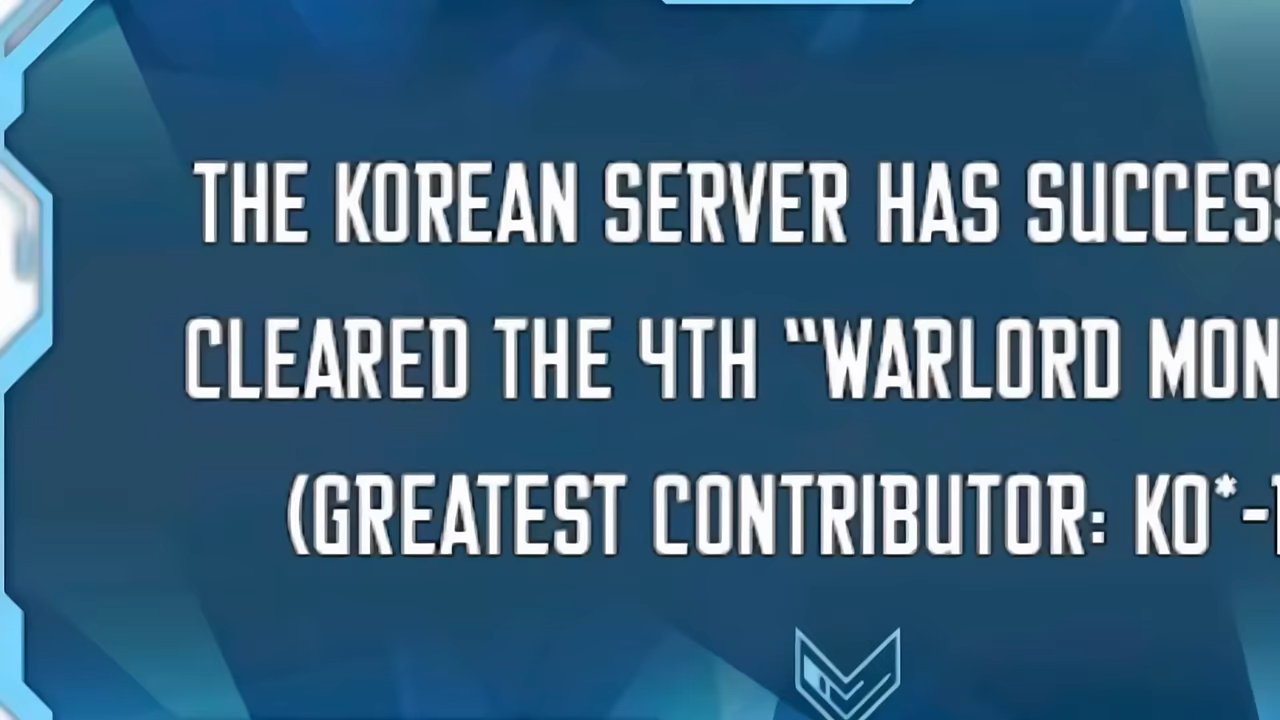 THE KOREAN SERVER HAS SUCCESS
CLEARED THE 4TH “WARLORD MON
(GREATEST CONTRIBUTOR: KO*-